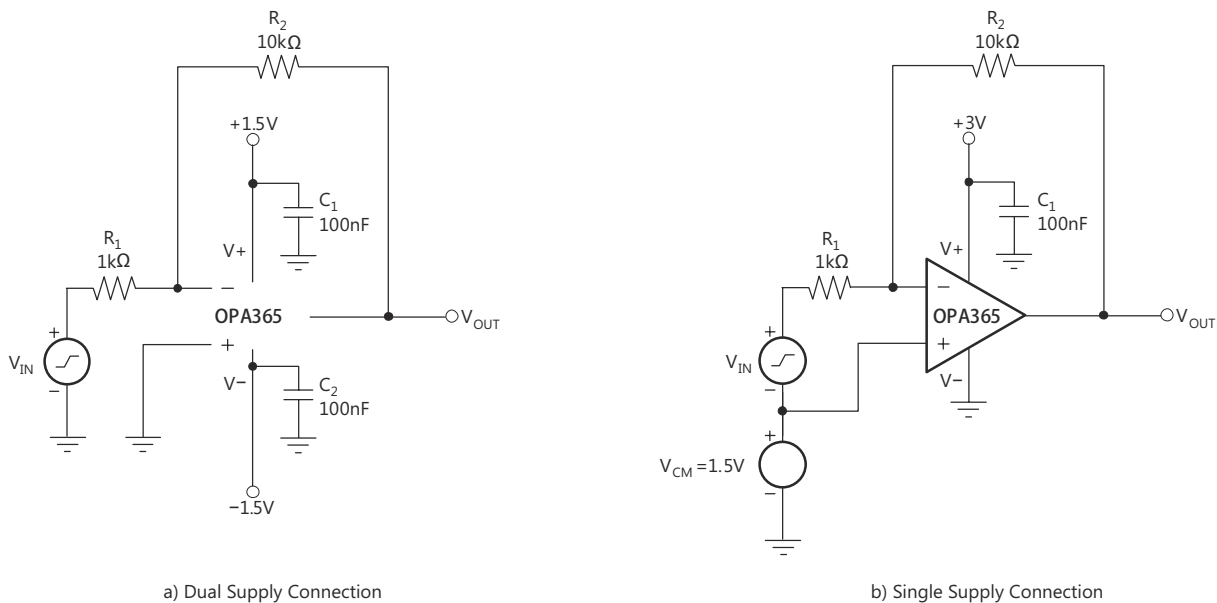 R2
10kΩ
+1.5V
C1
100nF
V+
R1
1kΩ
−
OPA365
VOUT
+
+
VIN
−
V−
C2
100nF
−1.5V
a) Dual Supply Connection
R2
10kΩ
+3V
C1
100nF
V+
R1
1kΩ
−
OPA365
VOUT
+
+
VIN
−
V−
+
VCM =1.5V
−
b) Single Supply Connection